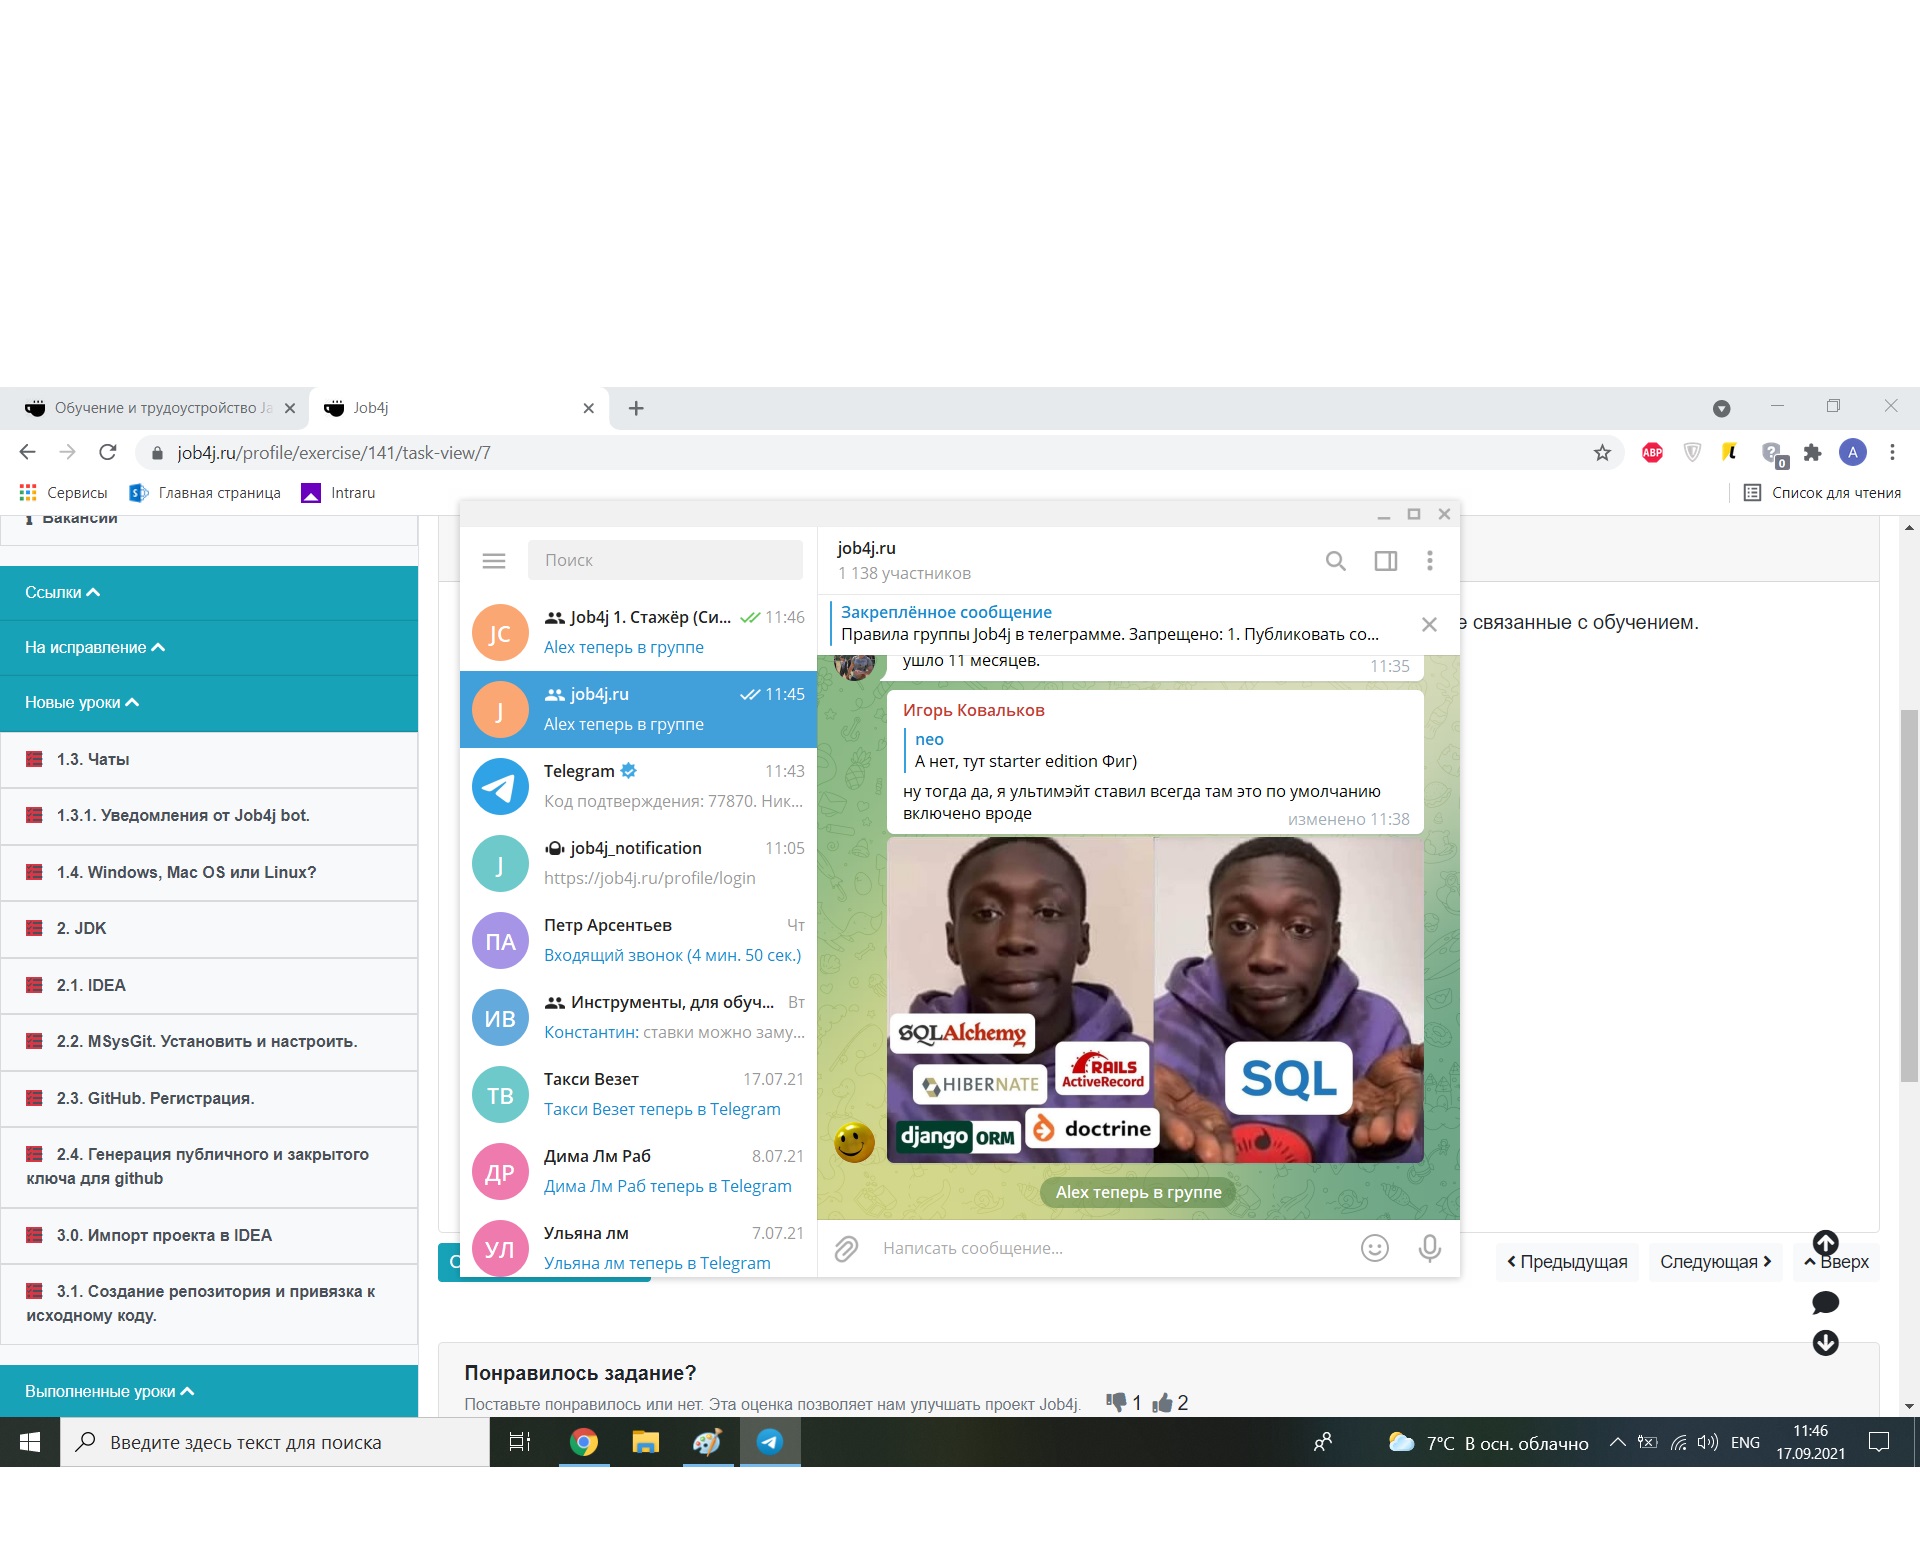 Обучение и трудоустройство Ja
Job4j
job4j.ru/profile/exercise/141/task-view/7
ABP
0
A
Сервисы
Главная страница
Intraru
Список для чтения
Вакансии
Ссылки
На исправление
Новые уроки
1.3. Чаты
1.3.1. Уведомления от Job4j bot.
1.4. Windows, Mac OS или Linux?
2. JDK
2.1. IDEA
2.2. MSysGit. Установить и настроить.
2.3. GitHub. Регистрация.
2.4. Генерация публичного и закрытого
ключа для github
3.0. Импорт проекта в IDEA
3.1. Создание репозитория и привязка к
исходному коду.
Выполненные уроки
Поиск
JC
Job4j 1. Стажёр (Си...
11:46
Alex теперь в группе
J
job4j.ru
11:45
Alex теперь в группе
Telegram
11:43
Код подтверждения: 77870. Ник...
J
job4j_notification
11:05
https://job4j.ru/profile/login
ПА
Петр Арсентьев
Чт
Входящий звонок (4 мин. 50 сек.)
ИВ
Инструменты, для обуч...
Вт
Константин: ставки можно заму...
ТВ
Такси Везет
17.07.21
Такси Везет теперь в Telegram
ДР
Дима Лм Раб
8.07.21
Дима Лм Раб теперь в Telegram
УЛ
Ульяна лм
7.07.21
Ульяна лм теперь в Telegram
job4j.ru
1 138 участников
Закреплённое сообщение
Правила группы Job4j в телеграмме. Запрещено: 1. Публиковать со...
ушло 11 месяцев.
11:35
Игорь Ковальков
neo
А нет, тут starter edition Фиг)
ну тогда да, я ультимэйт ставил всегда там это по умолчанию
включено вроде
изменено 11:38
SQLAlchemy
HIBERNATE
RAILS
ActiveRecord
django ORM
doctrine
SQL
Alex теперь в группе
Написать сообщение...
е связанные с обучением.
Предыдущая
Следующая
Вверх
Понравилось задание?
Поставьте понравилось или нет. Эта оценка позволяет нам улучшать проект Job4j.
1
2
Введите здесь текст для поиска
7°C В осн. облачно
ENG
11:46
17.09.2021